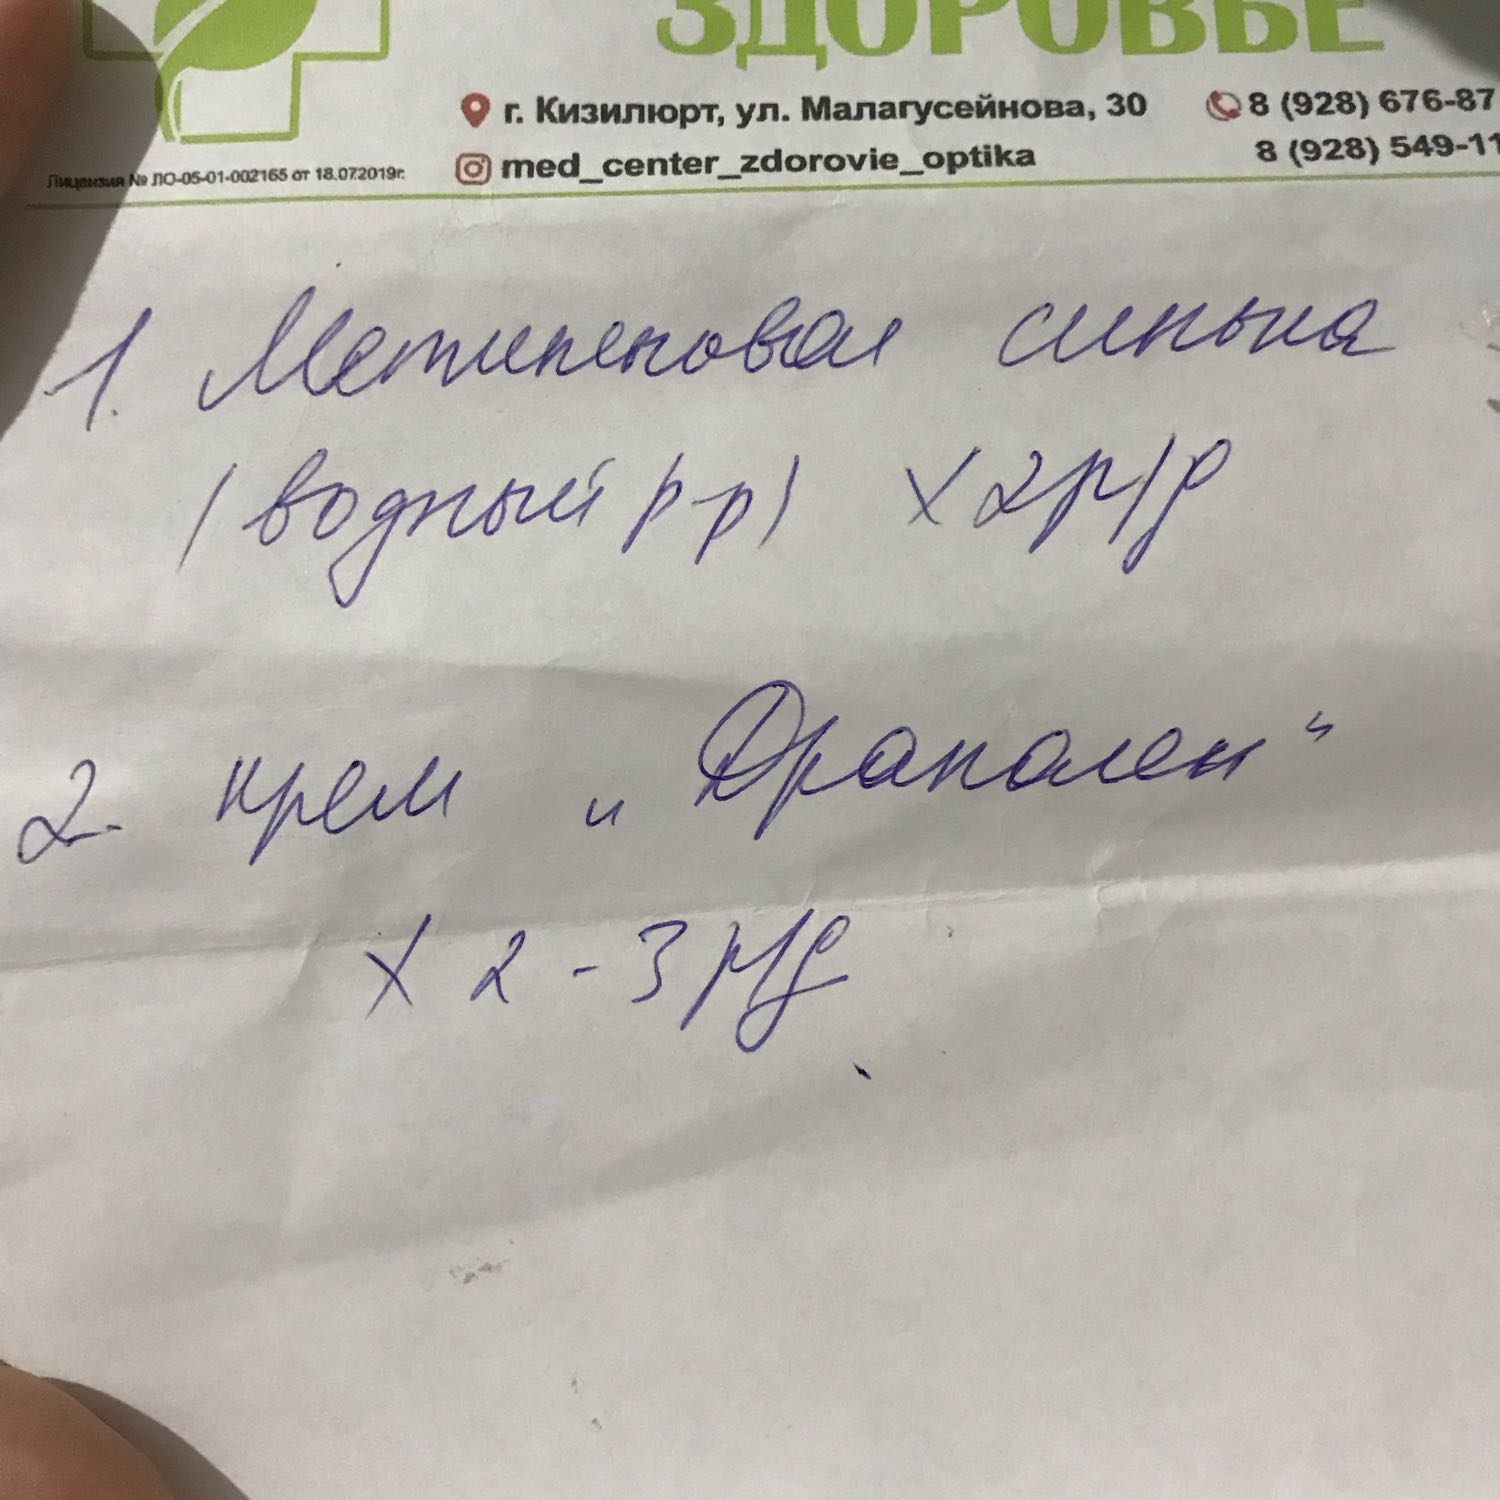 ЗДОРОВЬЕ
г. Кизилюрт, ул. Малагусейнова, 30
8 (928) 676-87
8 (928) 549-11
med_center_zdorovie_optika
Лицензия № ЛО-05-01-002165 от 18.07.2019г.
1. Метиленовая синька
(водный р-р) х 2 р/д
2. крем „Драполен"
х 2 - 3 р/д